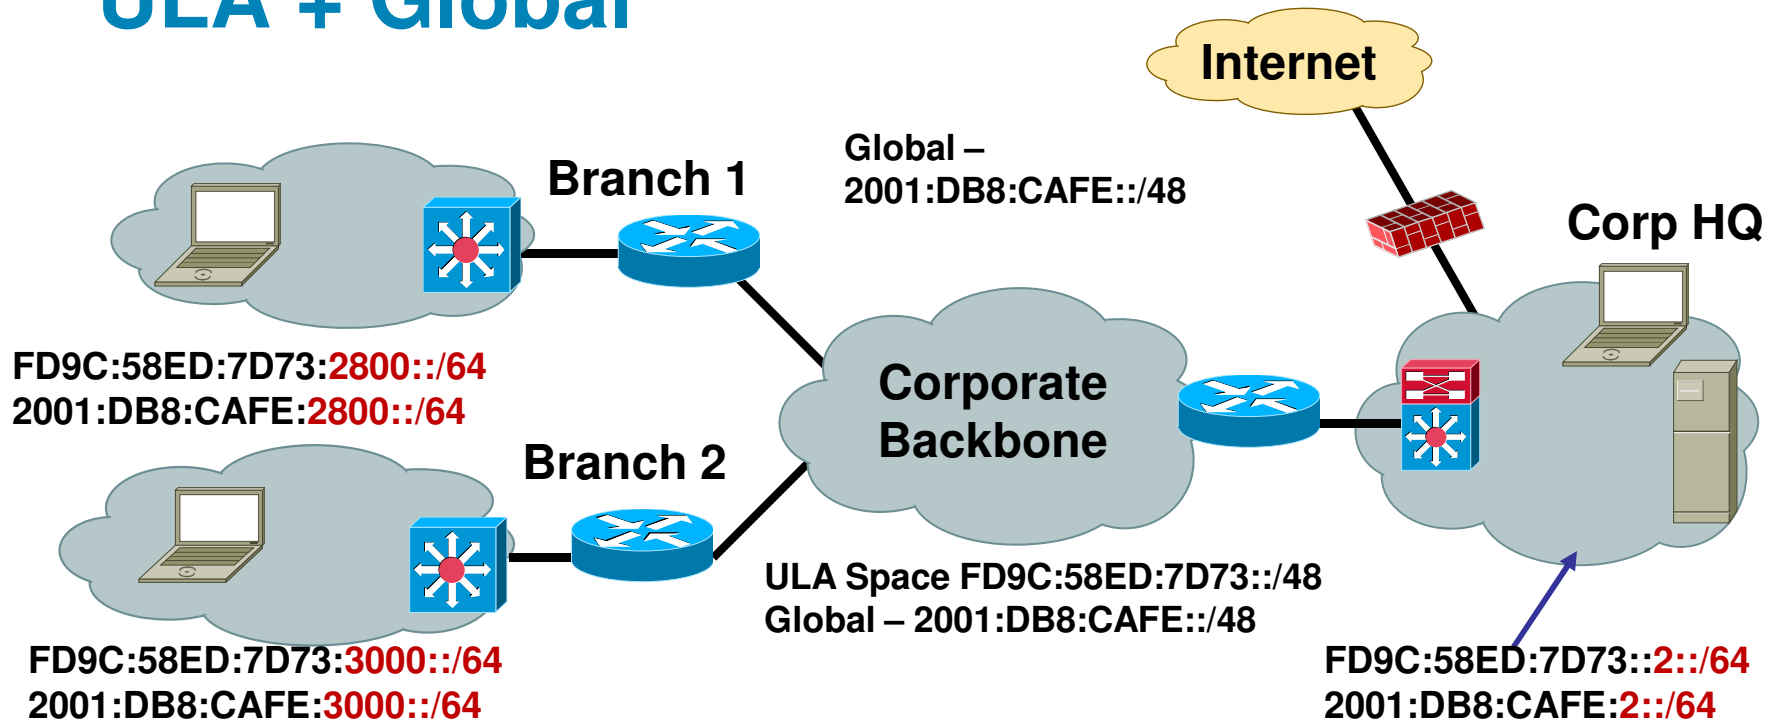 ULA + Global
Internet
Global –
2001:DB8:CAFE::/48
Branch 1
Corp HQ
FD9C:58ED:7D73:2800::/64
2001:DB8:CAFE:2800::/64
Corporate
Backbone
Branch 2
ULA Space FD9C:58ED:7D73::/48
Global – 2001:DB8:CAFE::/48
FD9C:58ED:7D73:3000::/64
2001:DB8:CAFE:3000::/64
FD9C:58ED:7D73::2::/64
2001:DB8:CAFE:2::/64